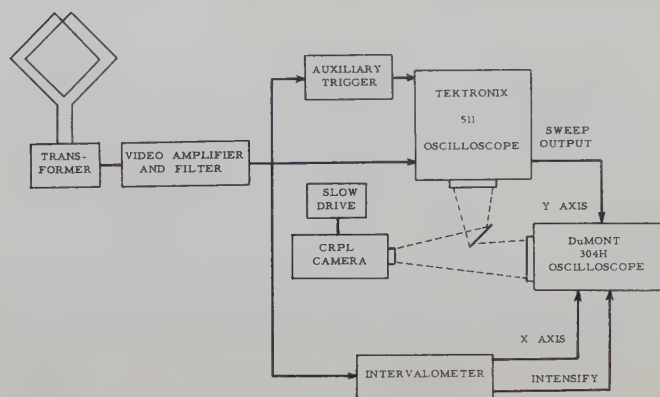 AUXILIARY
TRIGGER
TEKTRONIX
511
OSCILLOSCOPE
SWEEP
OUTPUT
TRANS-
FORMER
VIDEO AMPLIFIER
AND FILTER
SLOW
DRIVE
Y AXIS
CRPL
CAMERA
DuMONT
304H
OSCILLOSCOPE
X AXIS
INTERVALOMETER
INTENSIFY